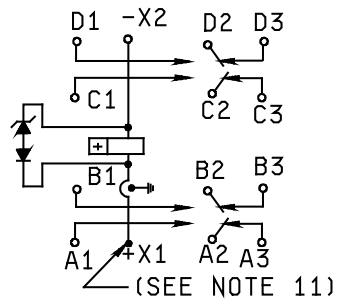 D1 -X2 D2 D3
C1 C2 C3
+
B1 B2 B3
A1 +X1 A2 A3
(SEE NOTE 11)